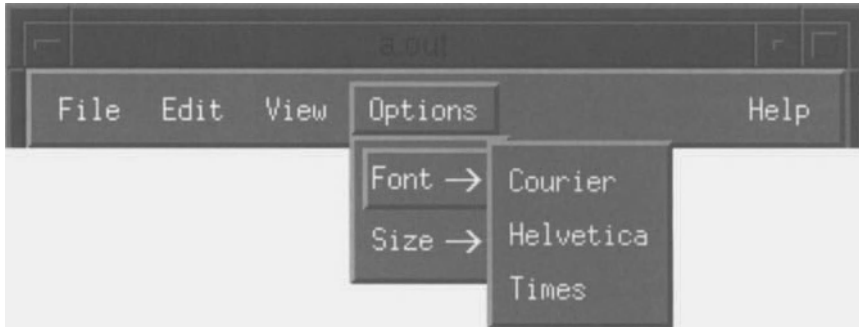 a.out
File Edit View Options Help
Font → Courier
Size → Helvetica
Times